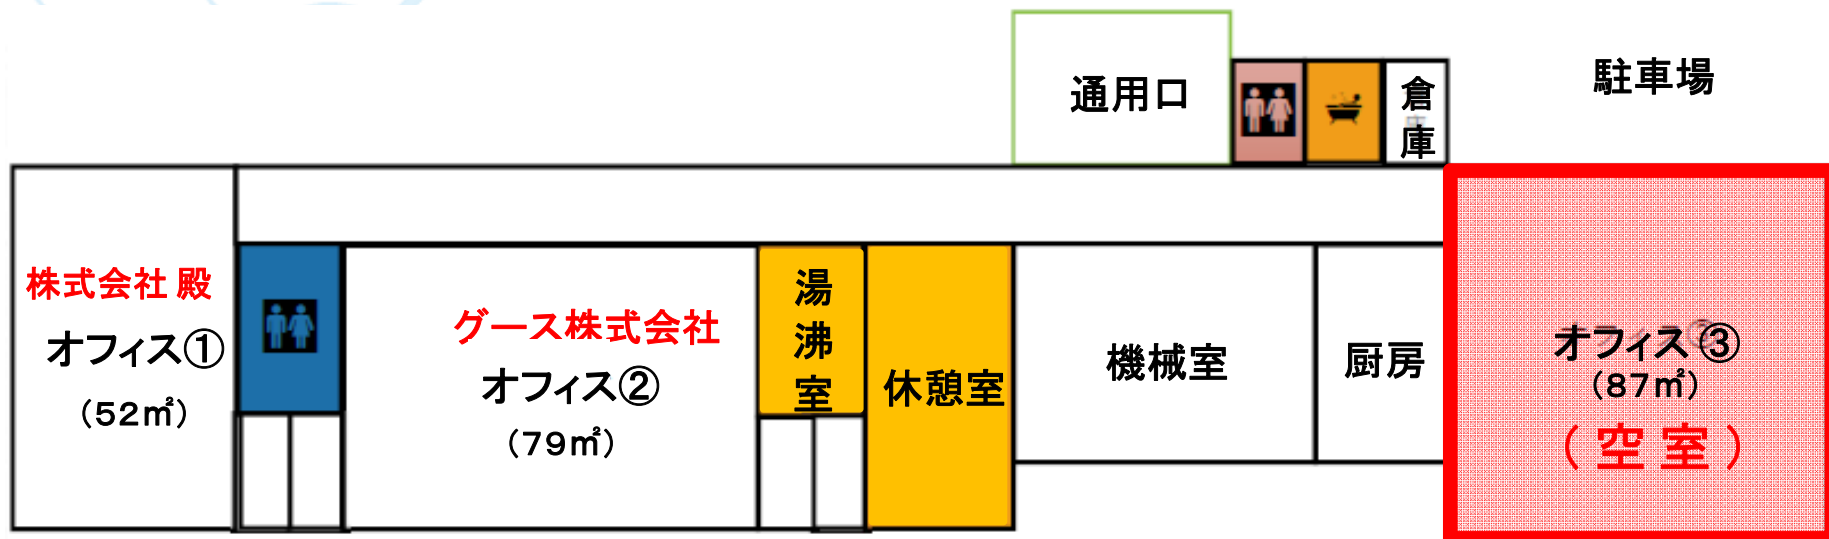 通用口
倉庫
駐車場
株式会社 殿
オフィス①
（52㎡）
グース株式会社
オフィス②
（79㎡）
湯沸室
休憩室
機械室
厨房
オフィス③
（87㎡）
（空室）